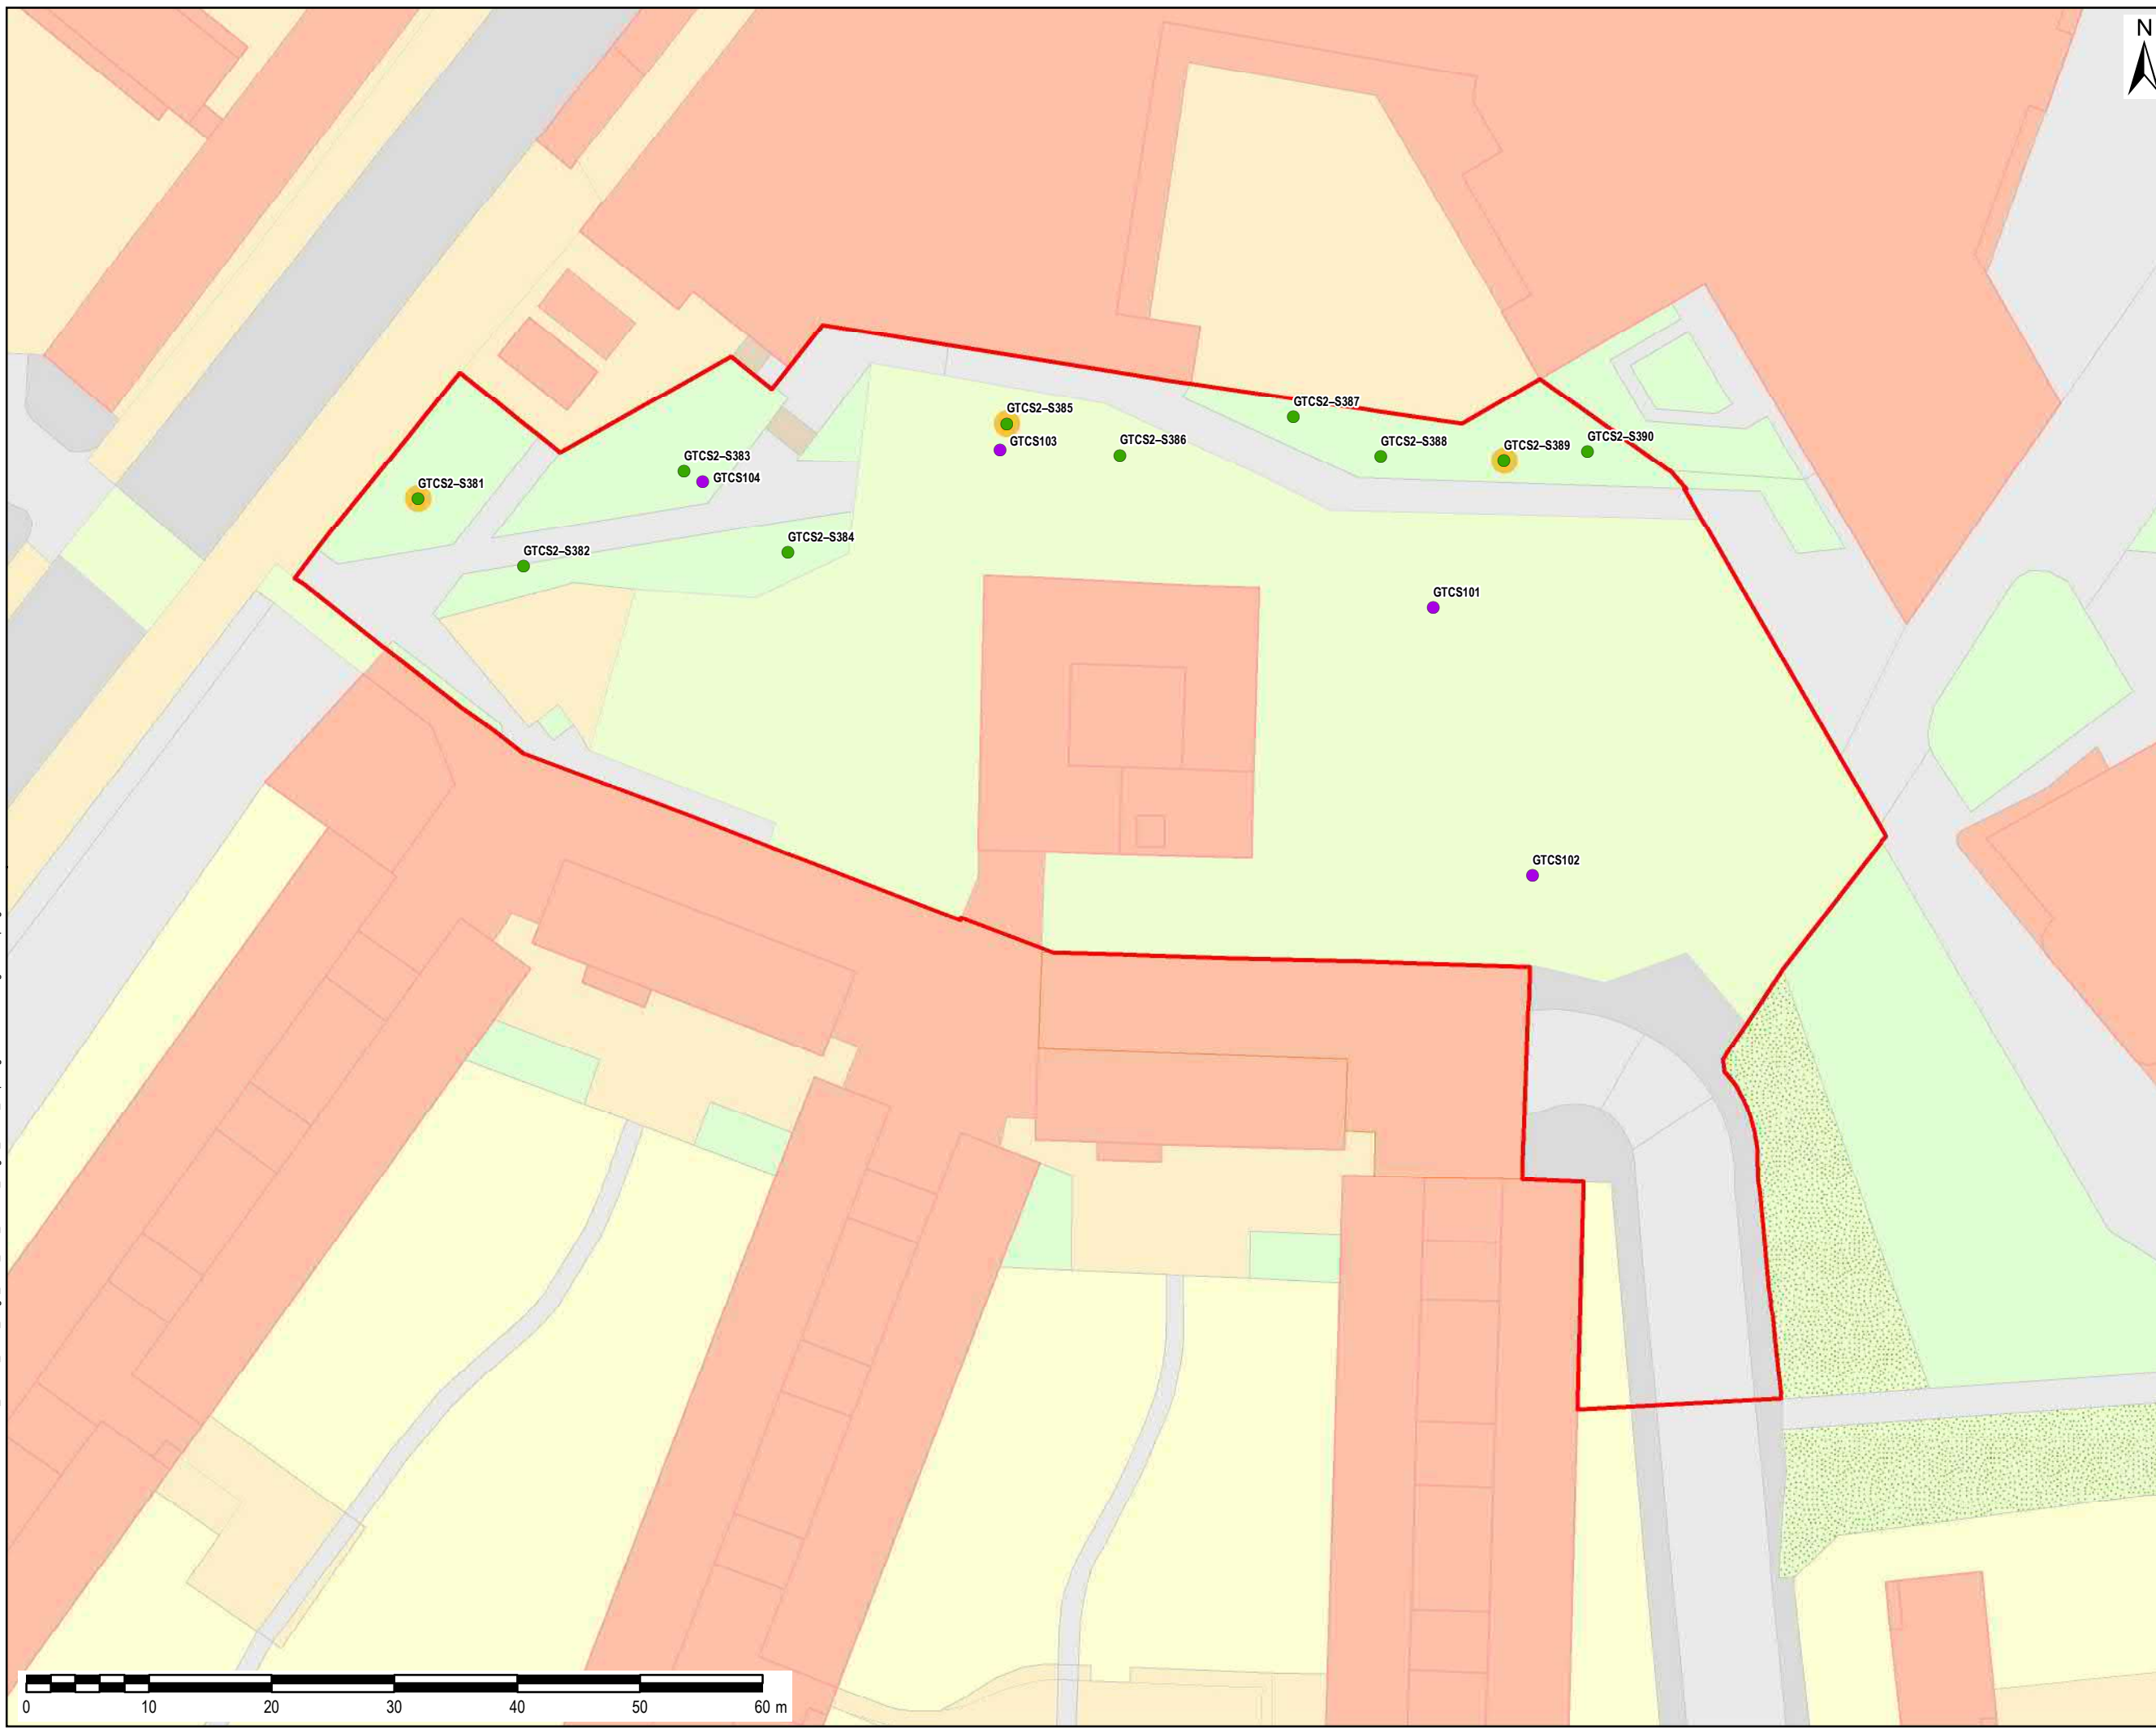 N
GTCS2–S385
GTCS103
GTCS2–S386
GTCS2–S387
GTCS2–S388
GTCS2–S389
GTCS2–S390
GTCS2–S383
GTCS104
GTCS2–S381
GTCS2–S382
GTCS2–S384
GTCS101
GTCS102
0 10 20 30 40 50 60 m